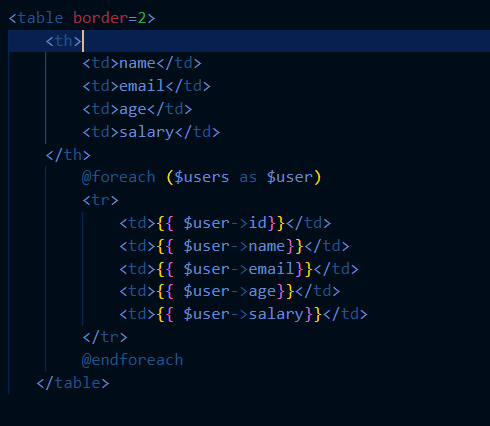 <table border=2>
<th>
<td>name</td>
<td>email</td>
<td>age</td>
<td>salary</td>
</th>
@foreach ($users as $user)
<tr>
<td>{{ $user->id}}</td>
<td>{{ $user->name}}</td>
<td>{{ $user->email}}</td>
<td>{{ $user->age}}</td>
<td>{{ $user->salary}}</td>
</tr>
@endforeach
</table>